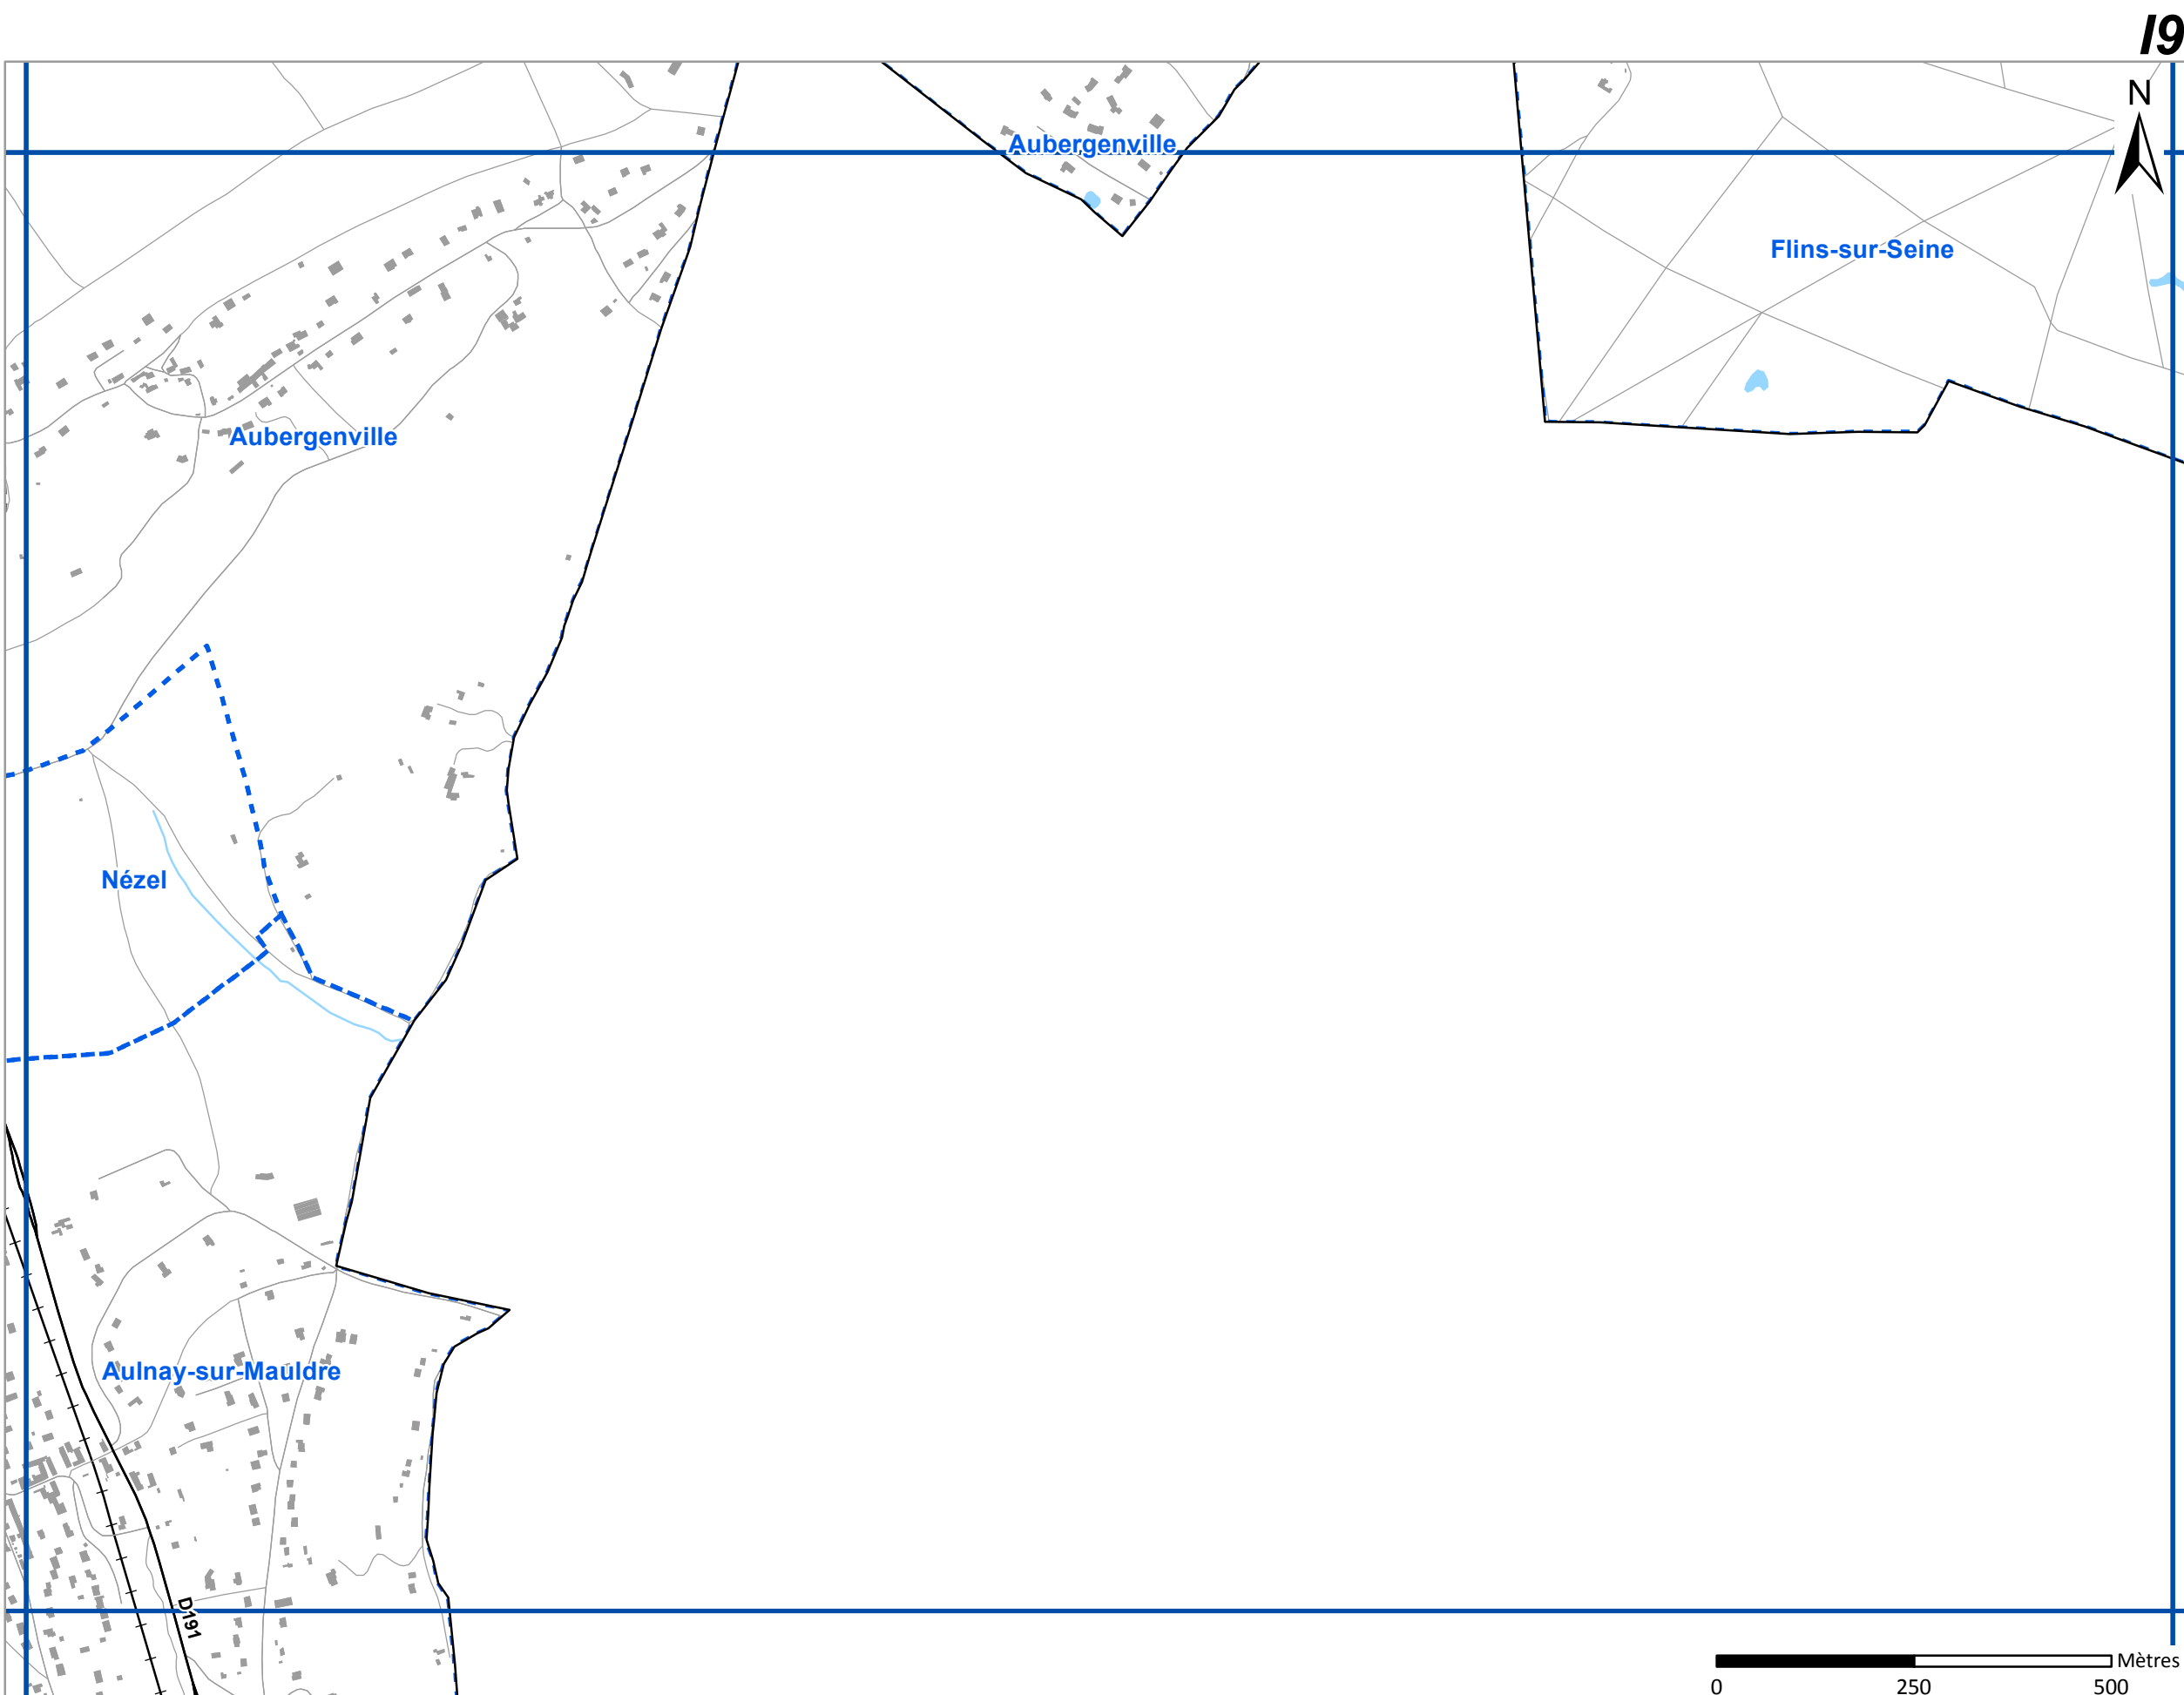 I9
N
Aubergenville
Flins-sur-Seine
Aubergenville
Nézel
Aulnay-sur-Mauldre
D191
Mètres
0 250 500